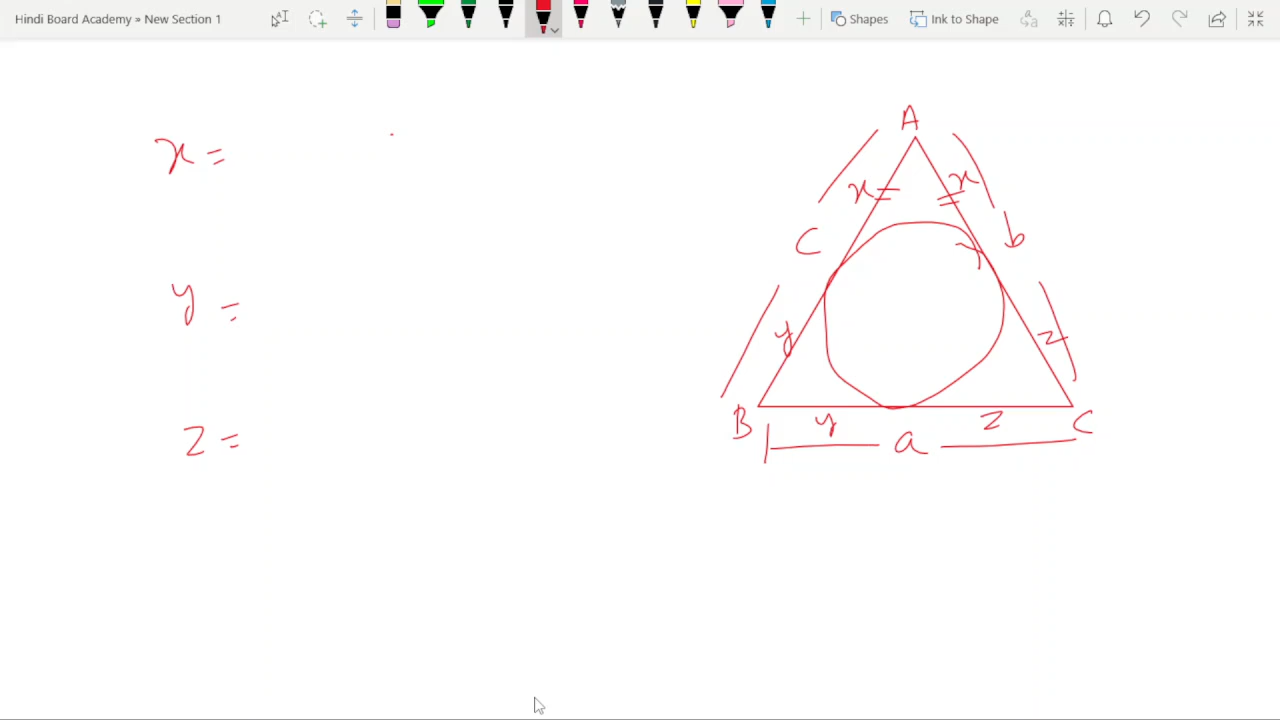 Hindi Board Academy » New Section 1
Shapes
Ink to Shape
A
x =
x
x
C
b
y =
y
z
B
y
z
C
a
z =